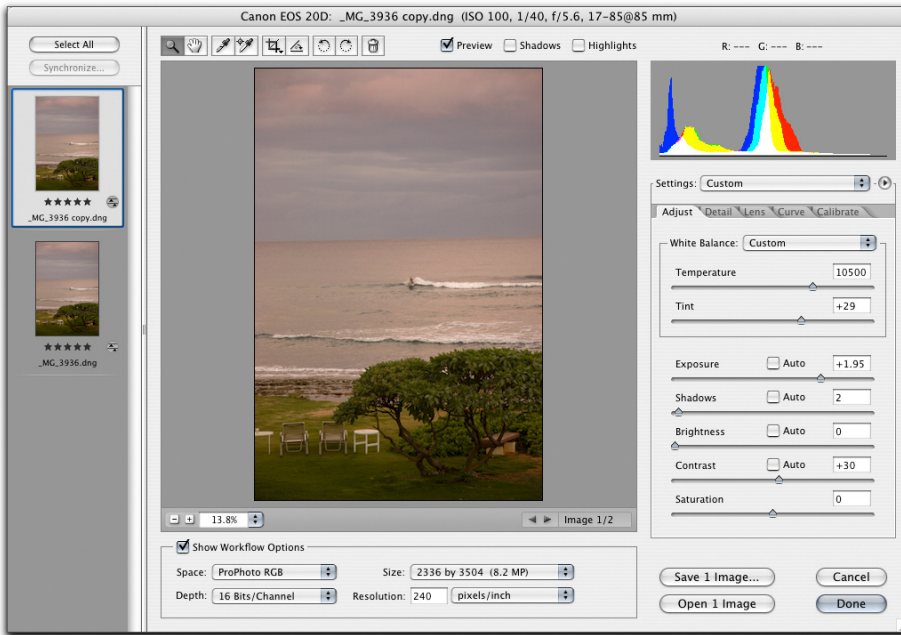 Canon EOS 20D: _MG_3936 copy.dng (ISO 100, 1/40, f/5.6, 17-85@85 mm)
Select All
Synchronize...
Preview
Shadows
Highlights
R: --- G: --- B: ---
_MG_3936 copy.dng
_MG_3936.dng
Settings: Custom
Adjust Detail Lens Curve Calibrate
White Balance: Custom
Temperature 10500
Tint +29
Exposure Auto +1.95
Shadows Auto 2
Brightness Auto 0
Contrast Auto +30
Saturation 0
13.8%
Image 1/2
Show Workflow Options
Space: ProPhoto RGB
Size: 2336 by 3504 (8.2 MP)
Depth: 16 Bits/Channel
Resolution: 240 pixels/inch
Save 1 Image...
Cancel
Open 1 Image
Done